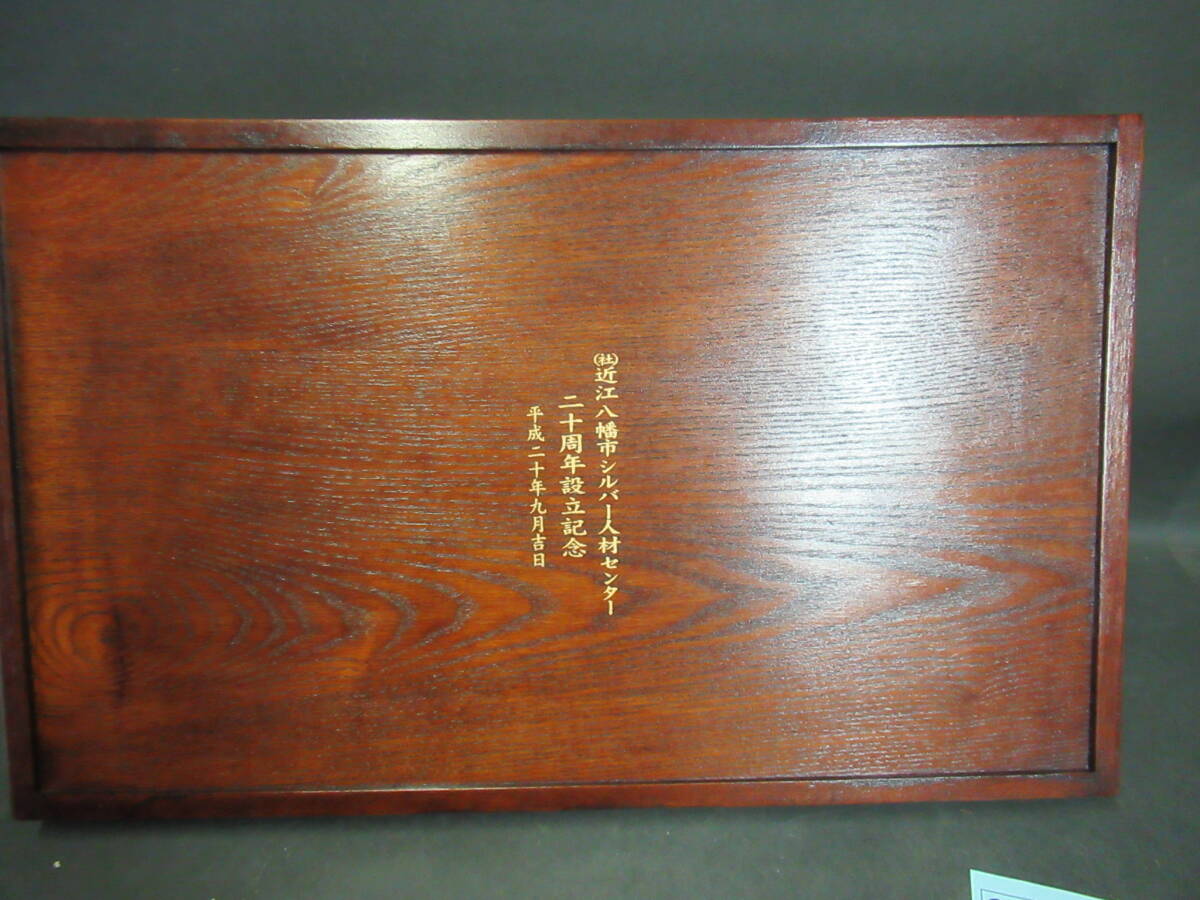 ㈳近江八幡市シルバー人材センター
二十周年設立記念
平成二十年九月吉日